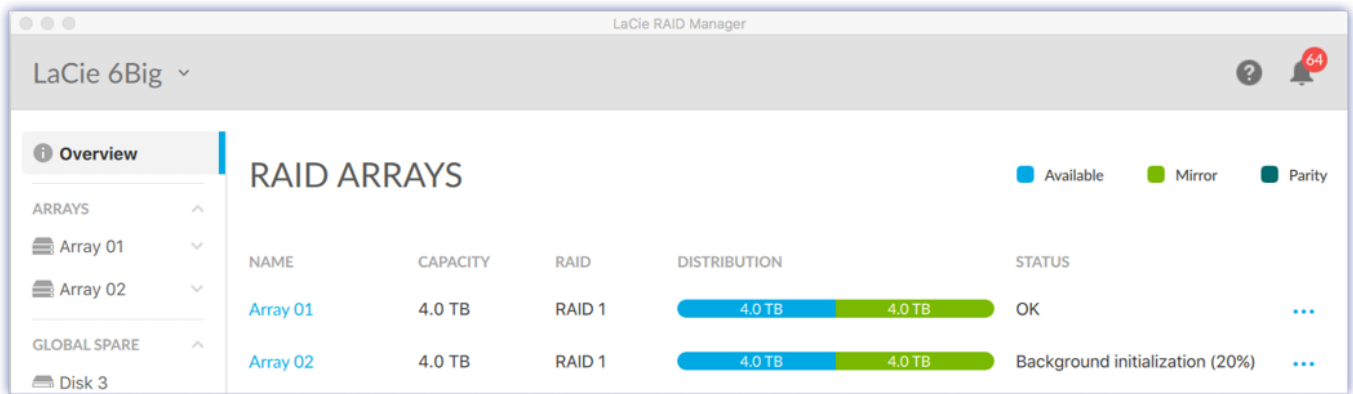 LaCie RAID Manager
LaCie 6Big
?
64
i Overview
RAID ARRAYS
Available
Mirror
Parity
ARRAYS
Array 01
Array 02
GLOBAL SPARE
Disk 3
NAME CAPACITY RAID DISTRIBUTION STATUS
Array 01 4.0 TB RAID 1 4.0 TB 4.0 TB OK ...
Array 02 4.0 TB RAID 1 4.0 TB 4.0 TB Background initialization (20%) ...